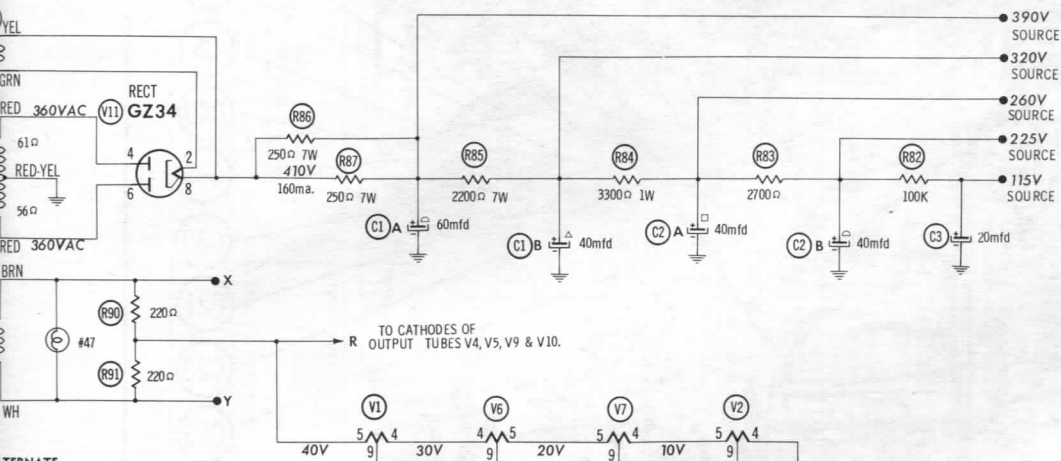 YEL
GRN
RECT
GZ34
V11
RED 360VAC
61Ω
RED-YEL
56Ω
RED 360VAC
4
2
6
8
R86
250Ω 7W
410V
160ma.
R87
250Ω 7W
R85
2200Ω 7W
R84
3300Ω 1W
R83
2700Ω
R82
100K
390V
SOURCE
320V
SOURCE
260V
SOURCE
225V
SOURCE
115V
SOURCE
C1 A 60mfd
C1 B 40mfd
C2 A 40mfd
C2 B 40mfd
C3 20mfd
BRN
X
R90
220Ω
#47
R
TO CATHODES OF
OUTPUT TUBES V4, V5, V9 & V10.
R91
220Ω
WH
Y
V1
V6
V7
V2
5 4
4 5
5 4
5 4
40V
9
30V
9
20V
9
10V
9